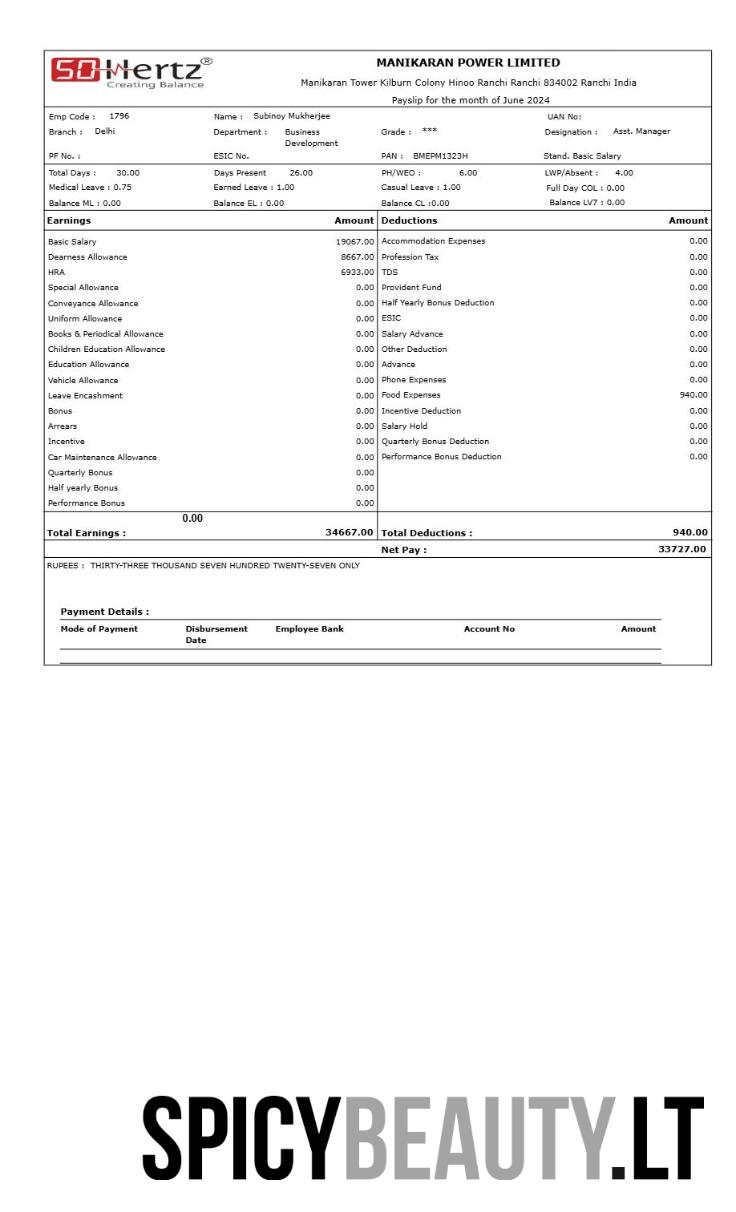 50Hertz®
Creating Balance
MANIKARAN POWER LIMITED
Manikaran Tower Kilburn Colony Hinoo Ranchi Ranchi 834002 Ranchi India
Payslip for the month of June 2024
Emp Code : 1796 Name : Subinoy Mukherjee UAN No:
Branch : Delhi Department : Business Development Grade : *** Designation : Asst. Manager
PF No. : ESIC No. PAN : BMEPM1323H Stand. Basic Salary
Total Days : 30.00 Days Present 26.00 PH/WEO : 6.00 LWP/Absent : 4.00
Medical Leave : 0.75 Earned Leave : 1.00 Casual Leave : 1.00 Full Day COL : 0.00
Balance ML : 0.00 Balance EL : 0.00 Balance CL :0.00 Balance LV7 : 0.00
Earnings Amount Deductions Amount
Basic Salary 19067.00 Accommodation Expenses 0.00
Dearness Allowance 8667.00 Profession Tax 0.00
HRA 6933.00 TDS 0.00
Special Allowance 0.00 Provident Fund 0.00
Conveyance Allowance 0.00 Half Yearly Bonus Deduction 0.00
Uniform Allowance 0.00 ESIC 0.00
Books & Periodical Allowance 0.00 Salary Advance 0.00
Children Education Allowance 0.00 Other Deduction 0.00
Education Allowance 0.00 Advance 0.00
Vehicle Allowance 0.00 Phone Expenses 0.00
Leave Encashment 0.00 Food Expenses 940.00
Bonus 0.00 Incentive Deduction 0.00
Arrears 0.00 Salary Hold 0.00
Incentive 0.00 Quarterly Bonus Deduction 0.00
Car Maintenance Allowance 0.00 Performance Bonus Deduction 0.00
Quarterly Bonus 0.00
Half yearly Bonus 0.00
Performance Bonus 0.00
0.00
Total Earnings : 34667.00 Total Deductions : 940.00
Net Pay : 33727.00
RUPEES : THIRTY-THREE THOUSAND SEVEN HUNDRED TWENTY-SEVEN ONLY
Payment Details :
Mode of Payment Disbursement Date Employee Bank Account No Amount
SPICYBEAUTY.LT